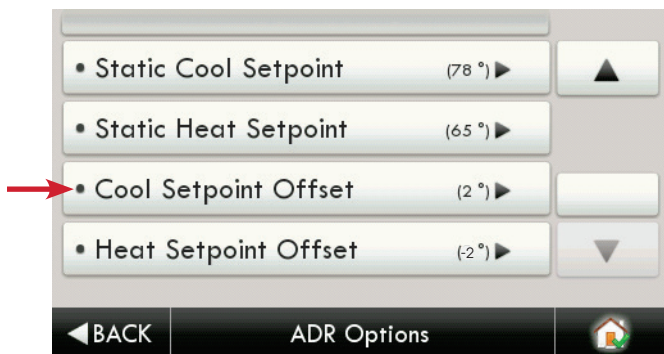 • Static Cool Setpoint (78 °) ▶
• Static Heat Setpoint (65 °) ▶
• Cool Setpoint Offset (2 °) ▶
• Heat Setpoint Offset (-2 °) ▶
◀ BACK ADR Options